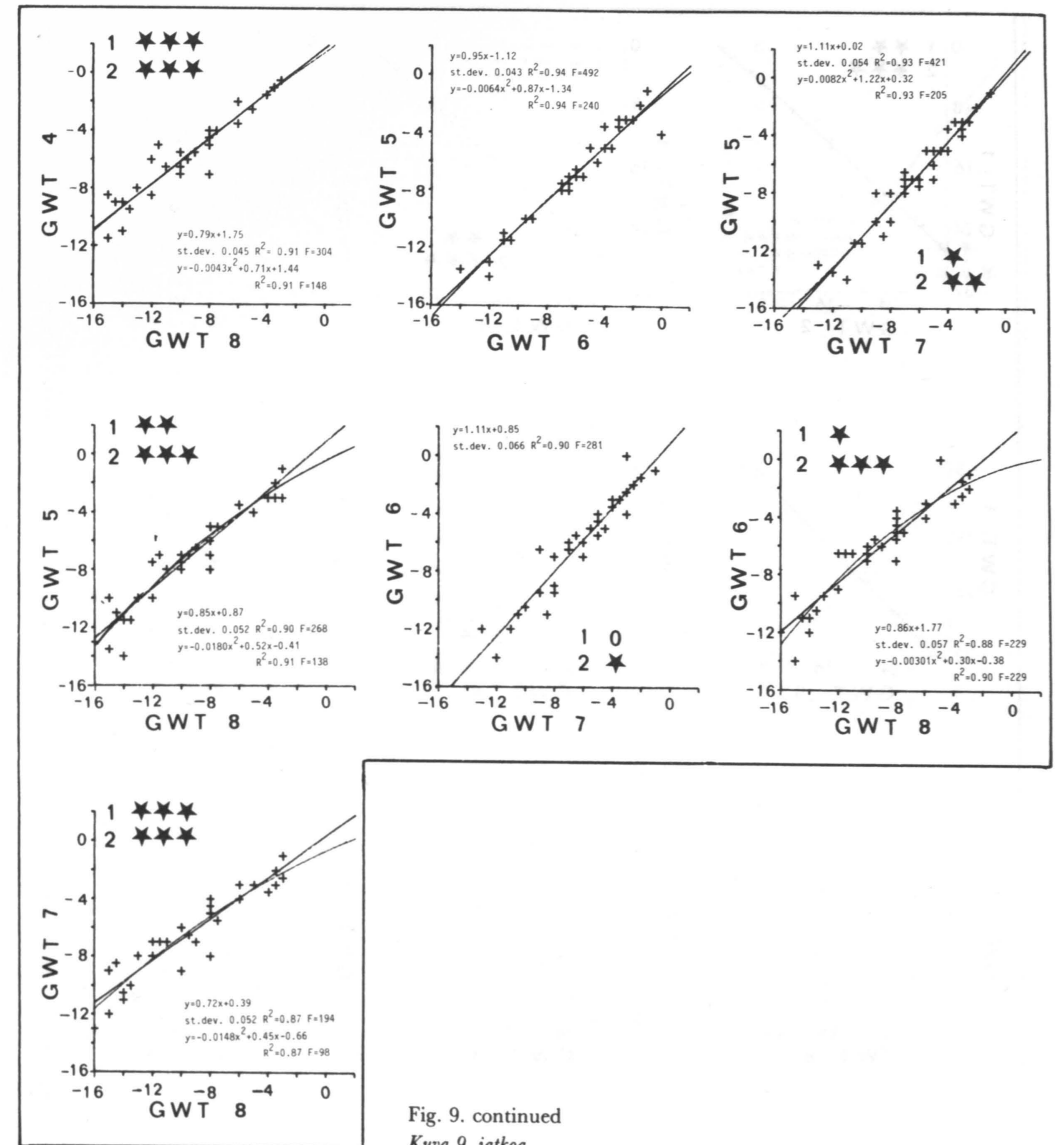 1 ★★★
2 ★★★
-0
-4
-8
-12
-16
GWT 4
y=0.79x+1.75
st.dev. 0.045 R²= 0.91 F=304
y=-0.0043x²+0.71x+1.44
R²=0.91 F=148
-16 -12 -8 -4 0
GWT 8
y=0.95x-1.12
st.dev. 0.043 R²=0.94 F=492
y=-0.0064x²+0.87x-1.34
R²=0.94 F=240
0
-4
-8
-12
-16
GWT 5
-16 -12 -8 -4 0
GWT 6
y=1.11x+0.02
st.dev. 0.054 R²=0.93 F=421
y=0.0082x²+1.22x+0.32
R²=0.93 F=205
0
-4
-8
-12
-16
GWT 5
1 ★
2 ★★
-16 -12 -8 -4 0
GWT 7
1 ★★
2 ★★★
0
-4
-8
-12
-16
GWT 5
y=0.85x+0.87
st.dev. 0.052 R²=0.90 F=268
y=-0.0180x²+0.52x-0.41
R²=0.91 F=138
-16 -12 -8 -4 0
GWT 8
y=1.11x+0.85
st.dev. 0.066 R²=0.90 F=281
0
-4
-8
-12
-16
GWT 6
1 0
2 ★
-16 -12 -8 -4 0
GWT 7
1 ★
2 ★★★
0
-4
-8
-12
-16
GWT 6
y=0.86x+1.77
st.dev. 0.057 R²=0.88 F=229
y=-0.00301x²+0.30x-0.38
R²=0.90 F=229
-16 -12 -8 -4 0
GWT 8
1 ★★★
2 ★★★
0
-4
-8
-12
-16
GWT 7
y=0.72x+0.39
st.dev. 0.052 R²=0.87 F=194
y=-0.0148x²+0.45x-0.66
R²=0.87 F=98
-16 -12 -8 -4 0
GWT 8
Fig. 9. continued
Kuva 9. jatkoa